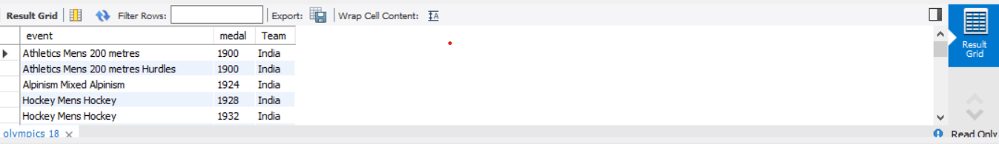 Result Grid Filter Rows: Export: Wrap Cell Content: IA
Result
Grid
event medal Team
Athletics Mens 200 metres 1900 India
Athletics Mens 200 metres Hurdles 1900 India
Alpinism Mixed Alpinism 1924 India
Hockey Mens Hockey 1928 India
Hockey Mens Hockey 1932 India
olympics 18 Read Only